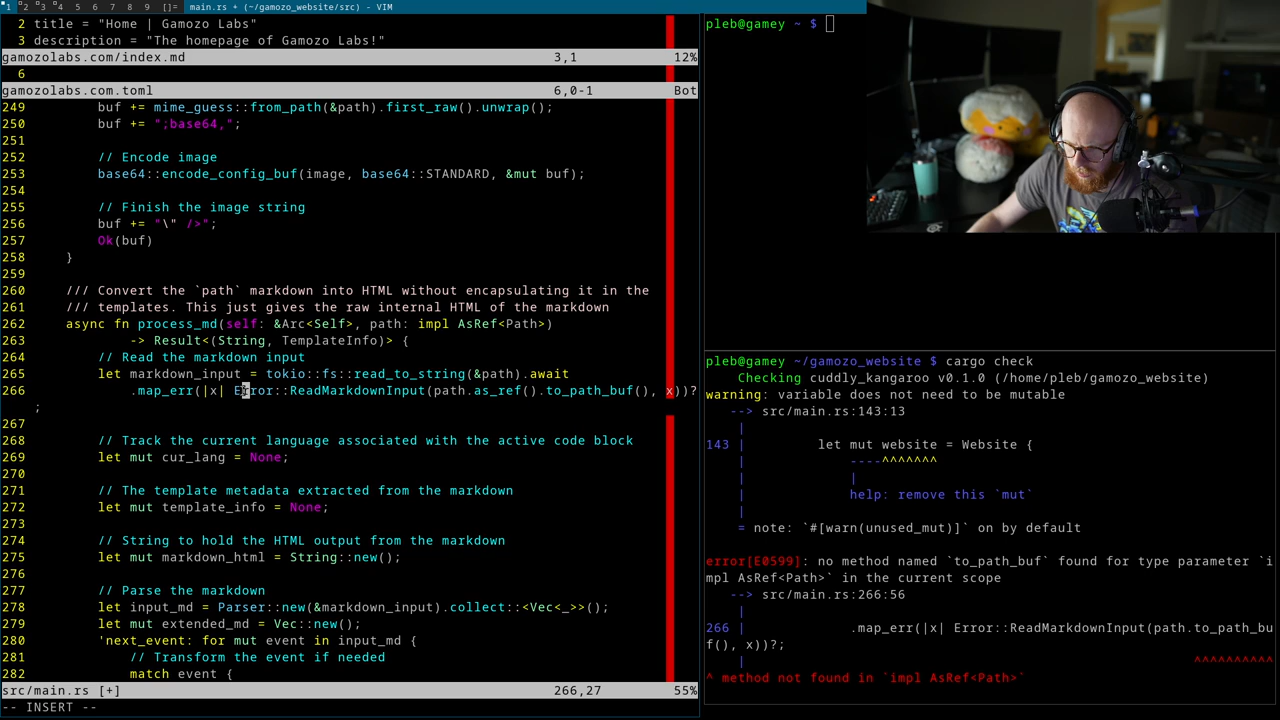 1 2 3 4 5 6 7 8 9 []= main.rs + (~/gamozo_website/src) - VIM
2 title = "Home | Gamozo Labs"
3 description = "The homepage of Gamozo Labs!"
gamozolabs.com/index.md 3,1 12%
6
gamozolabs.com.toml 6,0-1 Bot
249 buf += mime_guess::from_path(&path).first_raw().unwrap();
250 buf += ";base64,";
251
252 // Encode image
253 base64::encode_config_buf(image, base64::STANDARD, &mut buf);
254
255 // Finish the image string
256 buf += "\" />";
257 Ok(buf)
258 }
259
260 /// Convert the `path` markdown into HTML without encapsulating it in the
261 /// templates. This just gives the raw internal HTML of the markdown
262 async fn process_md(self: &Arc<Self>, path: impl AsRef<Path>)
263 -> Result<(String, TemplateInfo)> {
264 // Read the markdown input
265 let markdown_input = tokio::fs::read_to_string(&path).await
266 .map_err(|x| Error::ReadMarkdownInput(path.as_ref().to_path_buf(), x))?
;
267
268 // Track the current language associated with the active code block
269 let mut cur_lang = None;
270
271 // The template metadata extracted from the markdown
272 let mut template_info = None;
273
274 // String to hold the HTML output from the markdown
275 let mut markdown_html = String::new();
276
277 // Parse the markdown
278 let input_md = Parser::new(&markdown_input).collect::<Vec<_>>();
279 let mut extended_md = Vec::new();
280 'next_event: for mut event in input_md {
281 // Transform the event if needed
282 match event {
src/main.rs [+] 266,27 55%
-- INSERT --
pleb@gamey ~ $
pleb@gamey ~/gamozo_website $ cargo check
Checking cuddly_kangaroo v0.1.0 (/home/pleb/gamozo_website)
warning: variable does not need to be mutable
--> src/main.rs:143:13
|
143 | let mut website = Website {
| ----^^^^^^^
| |
| help: remove this `mut`
|
= note: `#[warn(unused_mut)]` on by default
error[E0599]: no method named `to_path_buf` found for type parameter `i
mpl AsRef<Path>` in the current scope
--> src/main.rs:266:56
|
266 | .map_err(|x| Error::ReadMarkdownInput(path.to_path_bu
f(), x))?;
| ^^^^^^^^^^
^ method not found in `impl AsRef<Path>`